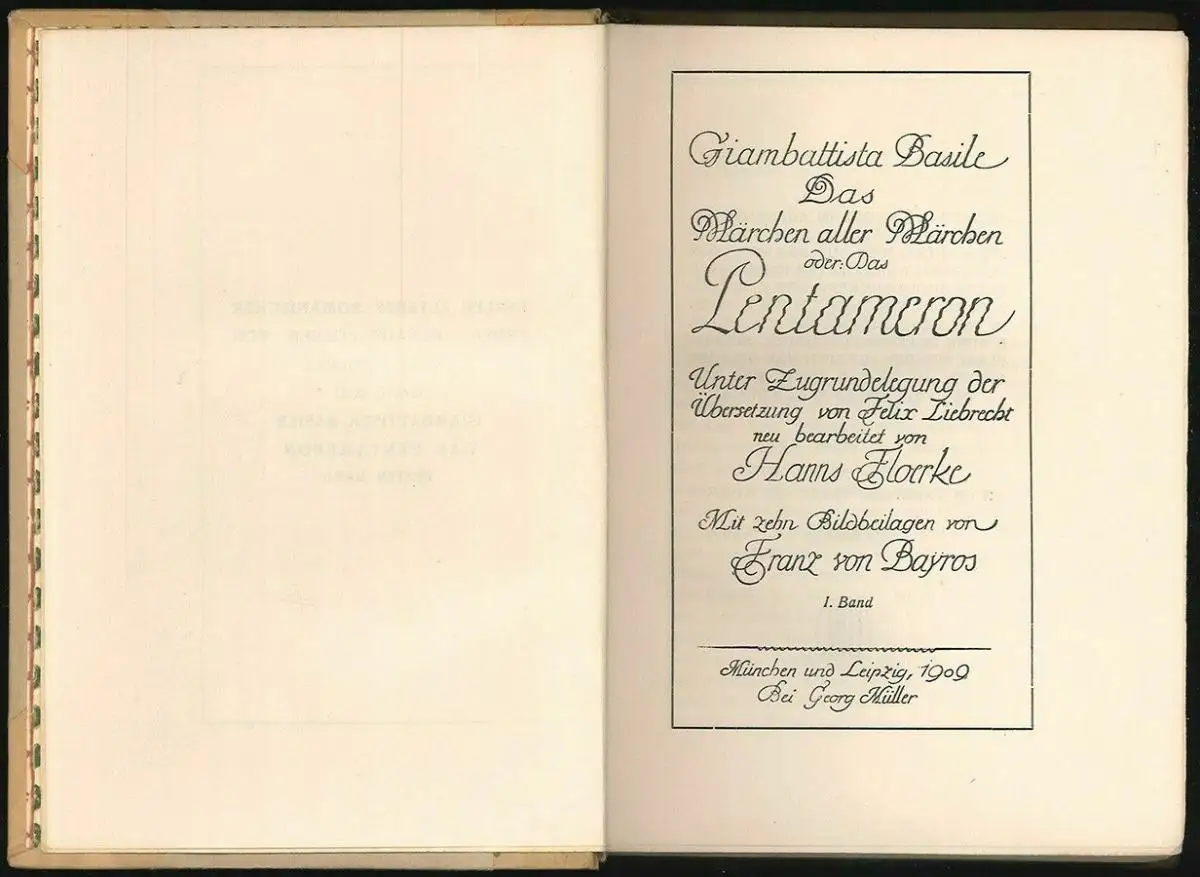 Giambattista Basile
Das
Märchen aller Märchen
oder: Das
Pentameron
Unter Zugrundelegung der
Übersetzung von Felix Liebrecht
neu bearbeitet von
Hanns Floerke
Mit zehn Bildbeilagen von
Franz von Bayros
I. Band
München und Leipzig, 1909
Bei Georg Müller